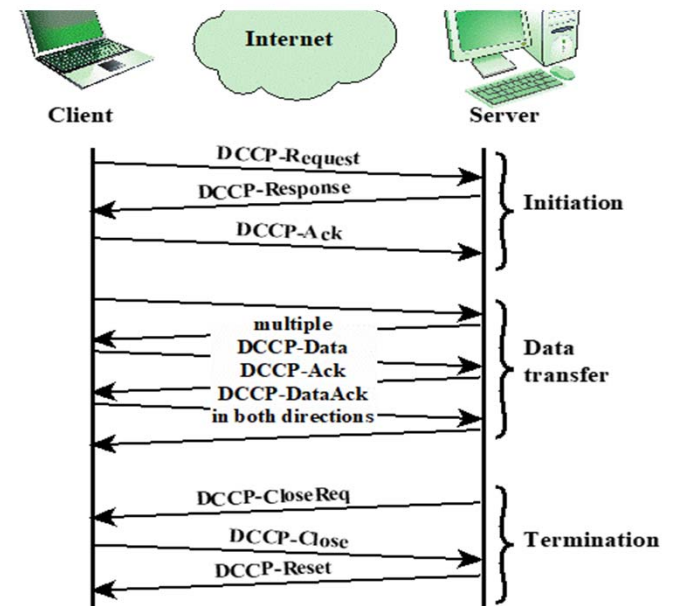 Internet
Client
Server
DCCP-Request
DCCP-Response
Initiation
DCCP-Ack
multiple
DCCP-Data
DCCP-Ack
DCCP-DataAck
in both directions
Data
transfer
DCCP-CloseReq
DCCP-Close
Termination
DCCP-Reset